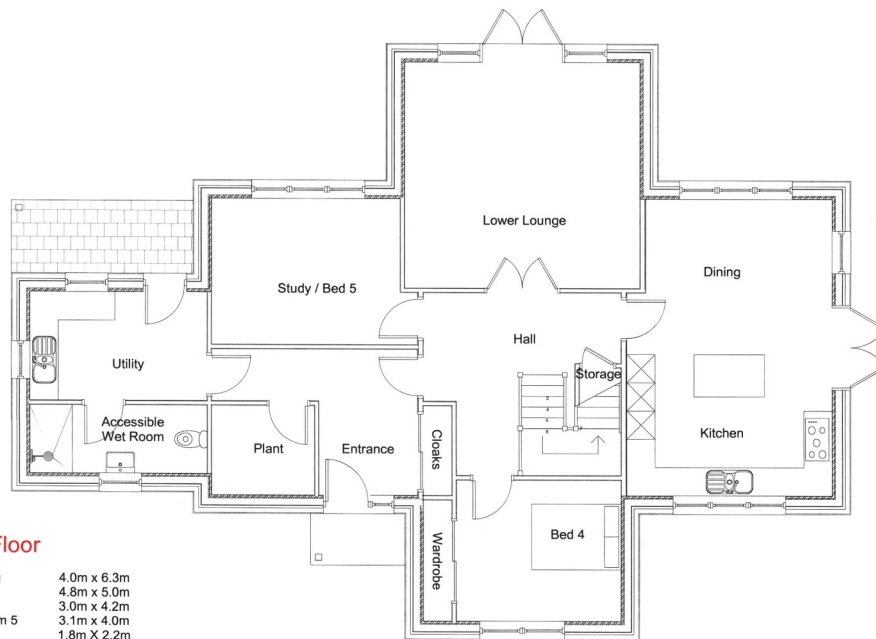 Lower Lounge
Study / Bed 5
Dining
Hall
Utility
Storage
Accessible
Wet Room
Plant
Entrance
Cloaks
Kitchen
Wardrobe
Bed 4
Floor
4.0m x 6.3m
4.8m x 5.0m
3.0m x 4.2m
m 5 3.1m x 4.0m
1.8m X 2.2m